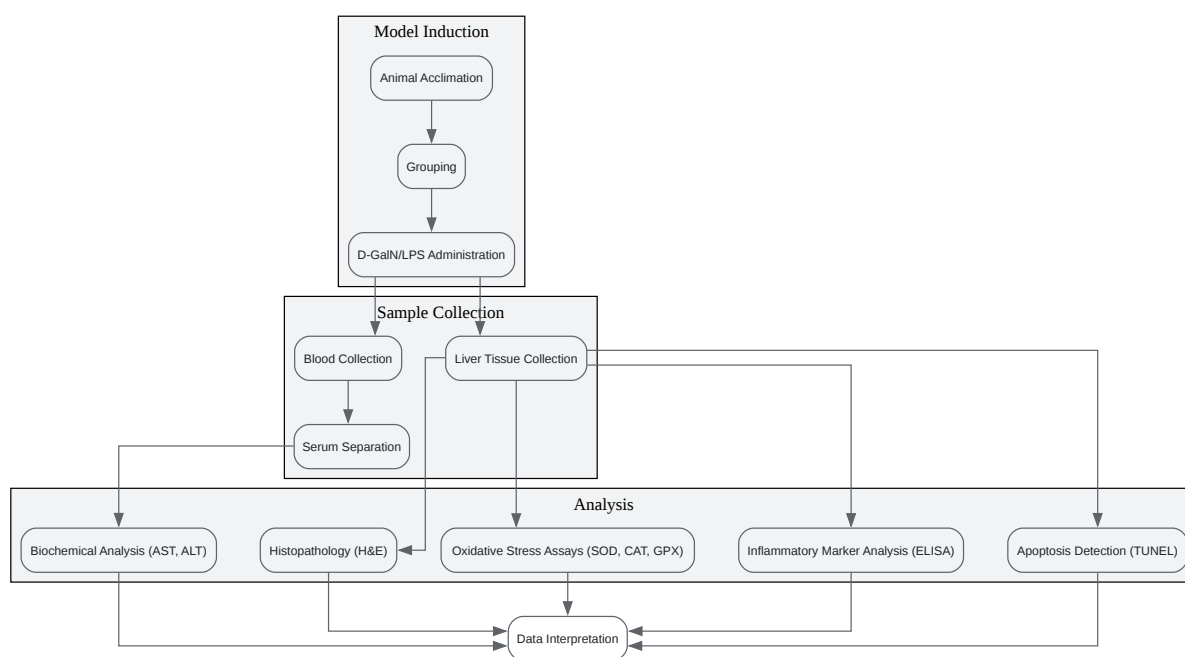 Model Induction
Animal Acclimation
Grouping
D-GalN/LPS Administration
Sample Collection
Blood Collection
Liver Tissue Collection
Serum Separation
Analysis
Biochemical Analysis (AST, ALT)
Histopathology (H&E)
Oxidative Stress Assays (SOD, CAT, GPX)
Inflammatory Marker Analysis (ELISA)
Apoptosis Detection (TUNEL)
Data Interpretation